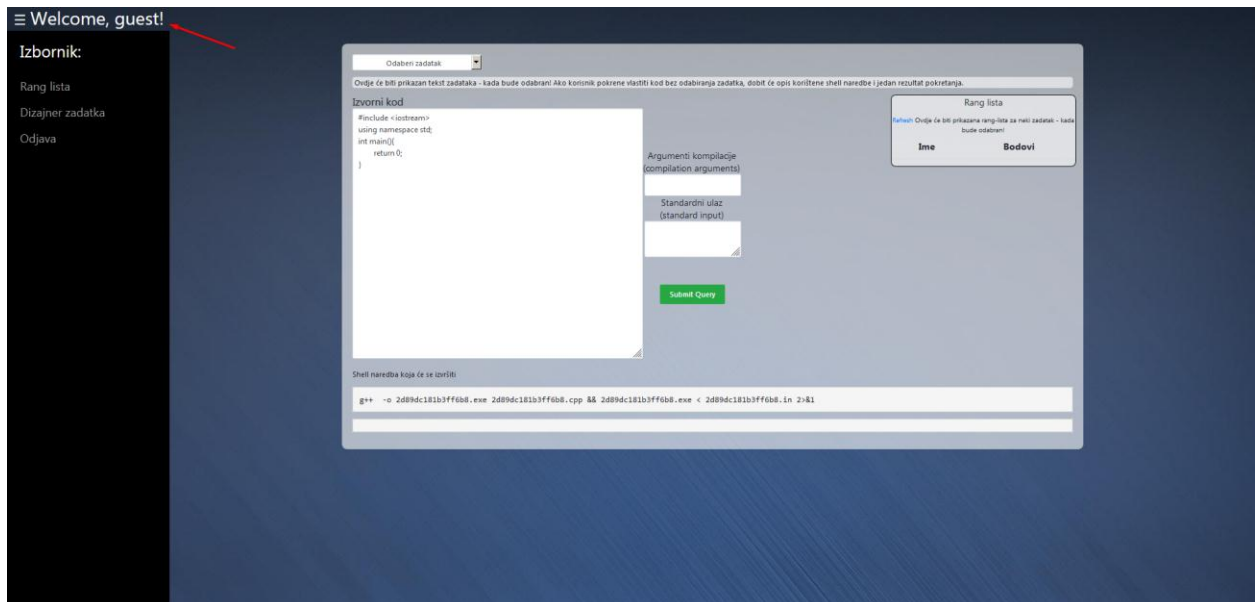 ☰ Welcome, guest!
Izbornik:
Rang lista
Dizajner zadatka
Odjava
Odaberi zadatak
Ovdje će biti prikazan tekst zadataka - kada bude odabran! Ako korisnik pokrene vlastiti kod bez odabiranja zadatka, dobit će opis korištene shell naredbe i jedan rezultat pokretanja.
Izvorni kod
#include <iostream>
using namespace std;
int main(){
return 0;
}
Argumenti kompilacije
(compilation arguments)
Standardni ulaz
(standard input)
Submit Query
Rang lista
Refresh Ovdje će biti prikazana rang-lista za neki zadatak - kada
bude odabran!
Ime Bodovi
Shell naredba koja će se izvršiti
g++ -o 2d89dc181b3ff6b8.exe 2d89dc181b3ff6b8.cpp && 2d89dc181b3ff6b8.exe < 2d89dc181b3ff6b8.in 2>&1